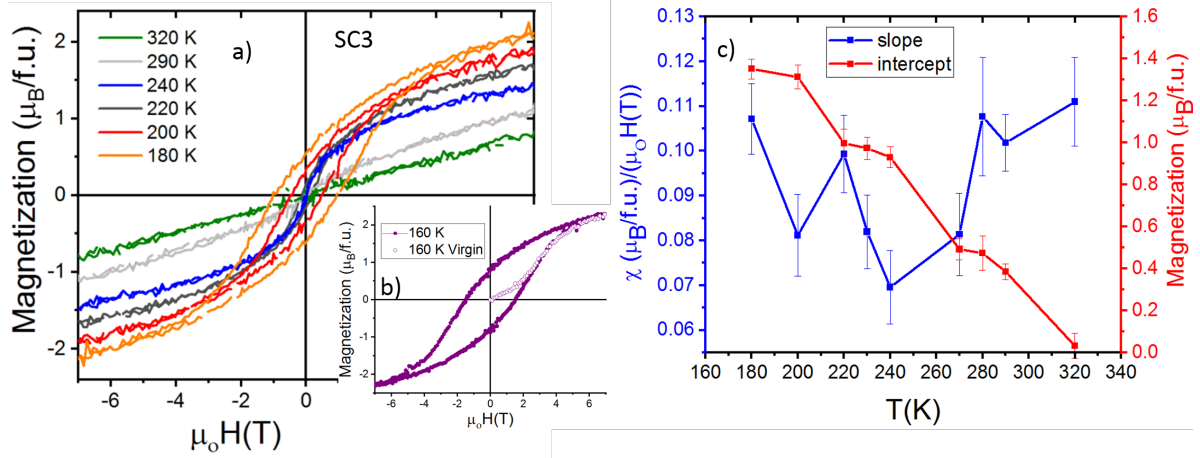 a)
SC3
320 K
290 K
240 K
220 K
200 K
180 K
Magnetization (μB/f.u.)
2
1
0
-1
-2
-6 -4 -2 0 2 4 6
μoH(T)
b)
160 K
160 K Virgin
Magnetization (μB/f.u.)
2
1
0
-1
-2
-6 -4 -2 0 2 4 6
μoH(T)
c)
slope
intercept
χ (μB/f.u.)/(μoH(T))
0.13
0.11
0.10
0.09
0.08
0.07
0.06
Magnetization (μB/f.u.)
1.6
1.4
1.2
1.0
0.8
0.6
0.4
0.2
0.0
160 180 200 220 240 260 280 300 320 340
T(K)